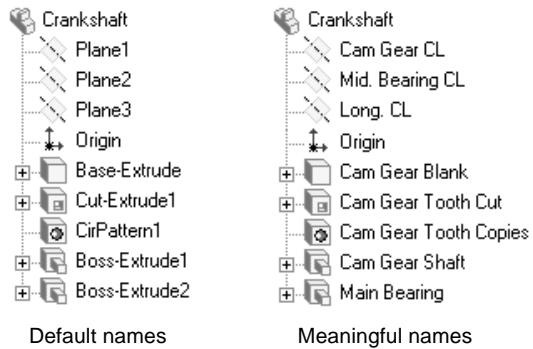 Crankshaft
Plane1
Plane2
Plane3
Origin
Base-Extrude
Cut-Extrude1
CirPattern1
Boss-Extrude1
Boss-Extrude2
Default names
Crankshaft
Cam Gear CL
Mid. Bearing CL
Long. CL
Origin
Cam Gear Blank
Cam Gear Tooth Cut
Cam Gear Tooth Copies
Cam Gear Shaft
Main Bearing
Meaningful names